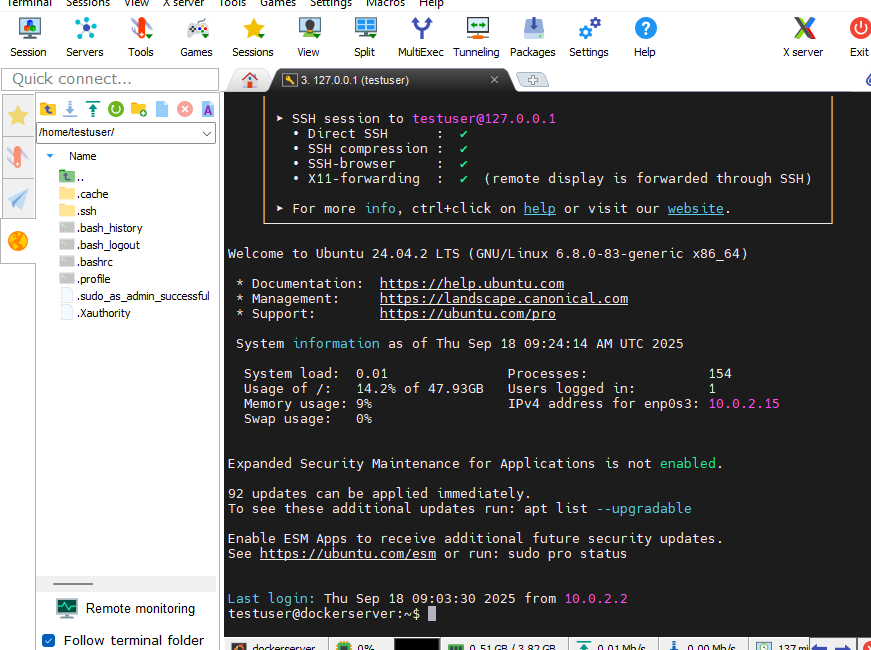 Terminal Sessions View X server Tools Games Settings Macros Help
Session Servers Tools Games Sessions View Split MultiExec Tunneling Packages Settings Help X server Exit
Quick connect...
3. 127.0.0.1 (testuser)
/home/testuser/
Name
..
.cache
.ssh
.bash_history
.bash_logout
.bashrc
.profile
.sudo_as_admin_successful
.Xauthority
Remote monitoring
Follow terminal folder
➤ SSH session to testuser@127.0.0.1
• Direct SSH : ✔
• SSH compression : ✔
• SSH-browser : ✔
• X11-forwarding : ✔ (remote display is forwarded through SSH)
➤ For more info, ctrl+click on help or visit our website.
Welcome to Ubuntu 24.04.2 LTS (GNU/Linux 6.8.0-83-generic x86_64)
* Documentation: https://help.ubuntu.com
* Management: https://landscape.canonical.com
* Support: https://ubuntu.com/pro
System information as of Thu Sep 18 09:24:14 AM UTC 2025
System load: 0.01 Processes: 154
Usage of /: 14.2% of 47.93GB Users logged in: 1
Memory usage: 9% IPv4 address for enp0s3: 10.0.2.15
Swap usage: 0%
Expanded Security Maintenance for Applications is not enabled.
92 updates can be applied immediately.
To see these additional updates run: apt list --upgradable
Enable ESM Apps to receive additional future security updates.
See https://ubuntu.com/esm or run: sudo pro status
Last login: Thu Sep 18 09:03:30 2025 from 10.0.2.2
testuser@dockerserver:~$
dockerserver 0% 0.51 GB / 3.82 GB 0.01 Mb/s 0.00 Mb/s 137 mi